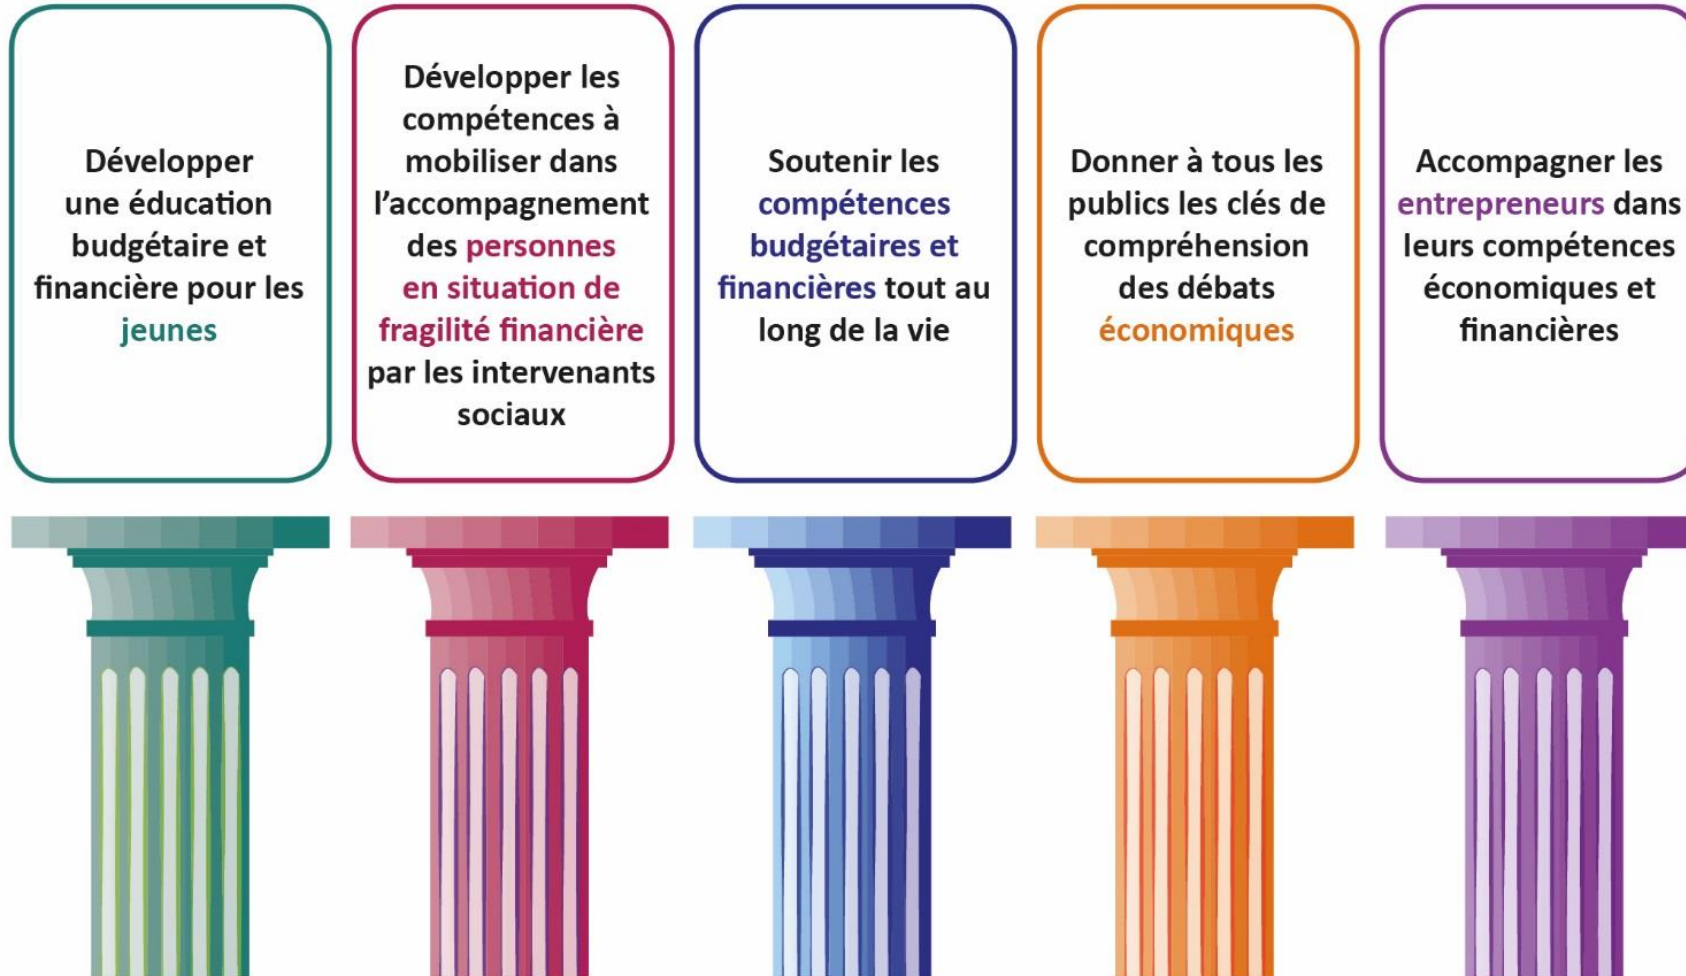 Développer
une éducation
budgétaire et
financière pour les
jeunes
Développer les
compétences à
mobiliser dans
l’accompagnement
des personnes
en situation de
fragilité financière
par les intervenants
sociaux
Soutenir les
compétences
budgétaires et
financières tout au
long de la vie
Donner à tous les
publics les clés de
compréhension
des débats
économiques
Accompagner les
entrepreneurs dans
leurs compétences
économiques et
financières